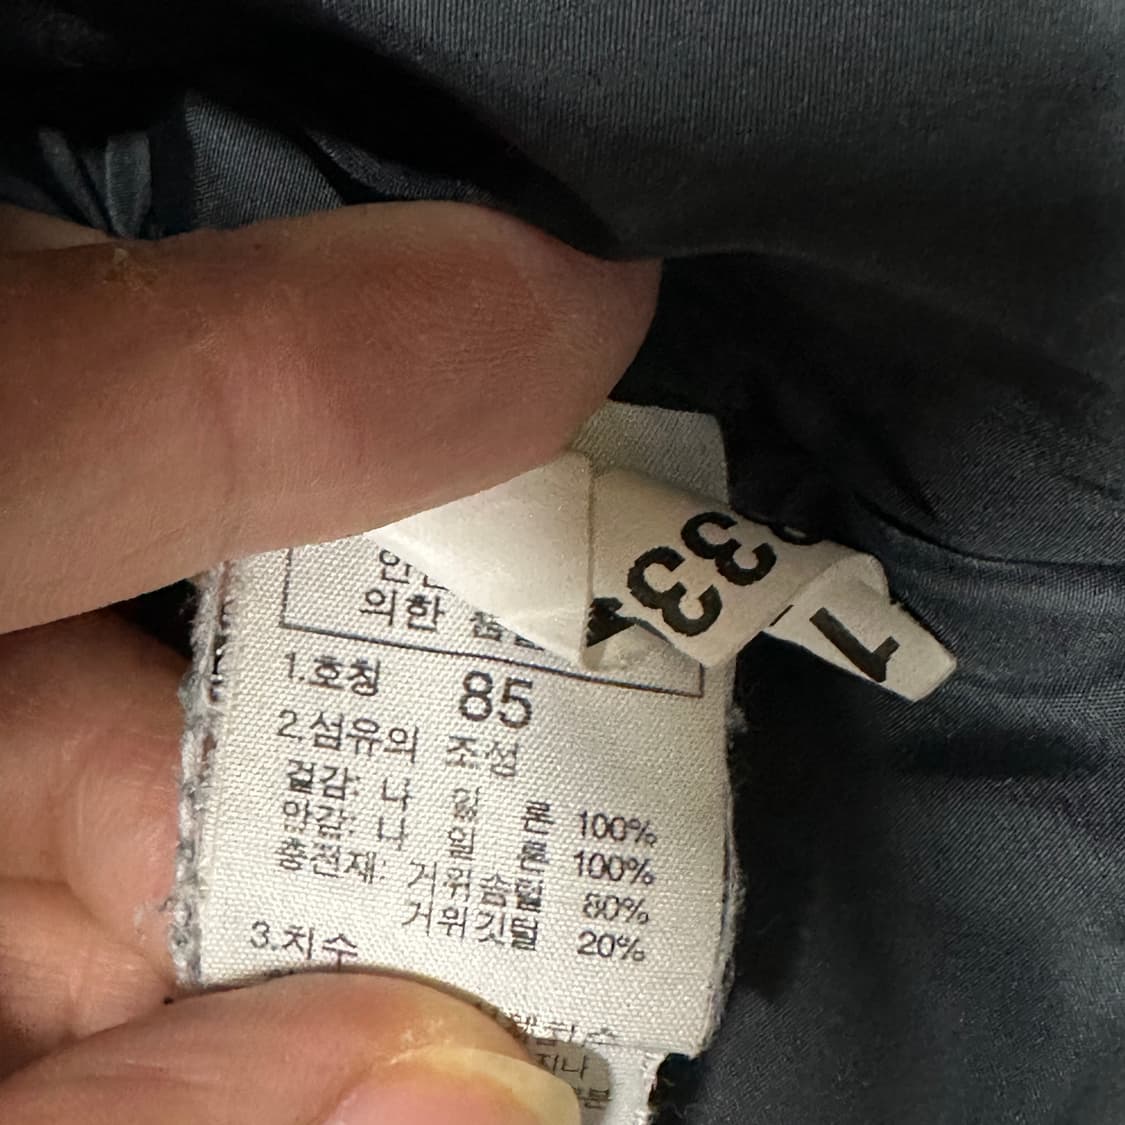 의한
1.호칭 85
2.섬유의 조성
겉감: 나 일 론 100%
안감: 나 일 론 100%
충전재: 거위솜털 80%
거위깃털 20%
3.치수
33
1